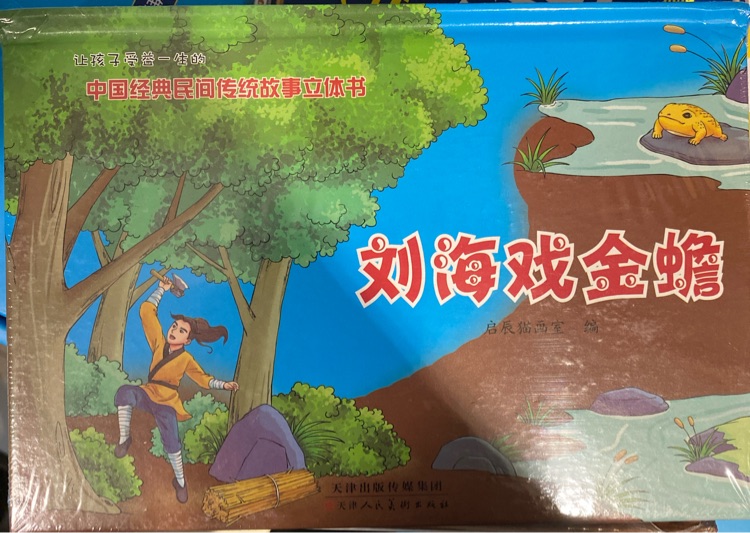 让孩子受益一生的
中国经典民间传统故事立体书
刘海戏金蟾
启辰猫画室 编
天津出版传媒集团
天津人民美术出版社